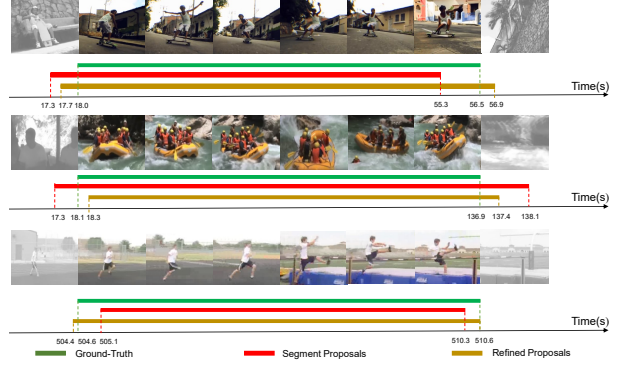 Time(s)
17.3 17.7 18.0 55.3 56.5 56.9
Time(s)
17.3 18.1 18.3 136.9 137.4 138.1
Time(s)
504.4 504.6 505.1 510.3 510.6
Ground-Truth Segment Proposals Refined Proposals